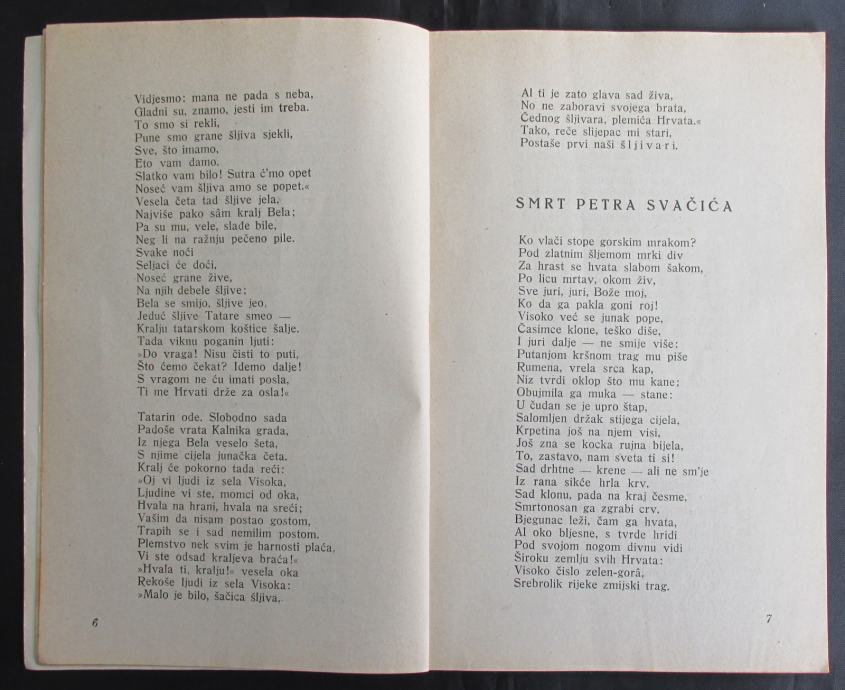 Vidjesmo: mana ne pada s neba,
Gladni su, znamo, jesti im treba.
To smo si rekli,
Pune smo grane šljiva sjekli,
Sve, što imamo,
Eto vam damo.
Slatko vam bilo! Sutra ć'mo opet
Noseć vam šljiva amo se popet.«
Vesela četa tad šljive jela,
Najviše pako sâm kralj Bela;
Pa su mu, vele, slađe bile,
Neg li na ražnju pečeno pile.
Svake noći
Seljaci će doći,
Noseć grane žive,
Na njih debele šljive;
Bela se smijo, šljive jeo,
Jeduć šljive Tatare smeo —
Kralju tatarskom koštice šalje.
Tada viknu poganin ljuti:
»Do vraga! Nisu čisti to puti,
Što ćemo čekat? Idemo dalje!
S vragom ne ću imati posla,
Ti me Hrvati drže za osla!«
Tatarin ode. Slobodno sada
Padoše vrata Kalnika grada,
Iz njega Bela veselo šeta,
S njime cijela junačka četa.
Kralj će pokorno tada reći:
»Oj vi ljudi iz sela Visoka,
Ljudine vi ste, momci od oka,
Hvala na hrani, hvala na sreći;
Vašim da nisam postao gostom,
Trapih se i sad nemilim postom.
Plemstvo nek svim je harnosti plaća,
Vi ste odsad kraljeva braća!«
»Hvala ti, kralju!« vesela oka
Rekoše ljudi iz sela Visoka:
»Malo je bilo, šačica šljiva,
6
Al ti je zato glava sad živa,
No ne zaboravi svojega brata,
Čednog šljivara, plemića Hrvata.«
Tako, reče slijepac mi stari,
Postaše prvi naši šljivari.
SMRT PETRA SVAČIĆA
Ko vlači stope gorskim mrakom?
Pod zlatnim šljemom mrki div
Za hrast se hvata slabom šakom,
Po licu mrtav, okom živ,
Sve juri, juri, Bože moj,
Ko da ga pakla goni roj!
Visoko već se junak pope,
Časimce klone, teško diše,
I juri dalje — ne smije više:
Putanjom kršnom trag mu piše
Rumena, vrela srca kap,
Niz tvrdi oklop što mu kane;
Obujmila ga muka — stane:
U čudan se je upro štap,
Salomljen držak stijega cijela,
Krpetina još na njem visi,
Još zna se kocka rujna bijela,
To, zastavo, nam sveta ti si!
Sad drhtne — krene — ali ne sm'je
Iz rana sikće hrla krv.
Sad klonu, pada na kraj česme,
Smrtonosan ga zgrabi crv.
Bjegunac leži, čam ga hvata,
Al oko bljesne, s tvrde hridi
Pod svojom nogom divnu vidi
Široku zemlju svih Hrvata:
Visoko čislo zelen-gorâ,
Srebrolik rijeke zmijski trag.
7